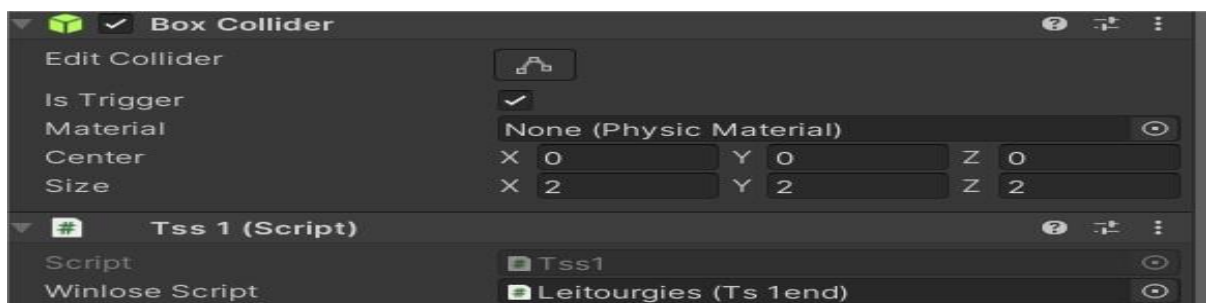 Box Collider
Edit Collider
Is Trigger
Material None (Physic Material)
Center X 0 Y 0 Z 0
Size X 2 Y 2 Z 2
# Tss 1 (Script)
Script # Tss1
Winlose Script # Leitourgies (Ts 1end)